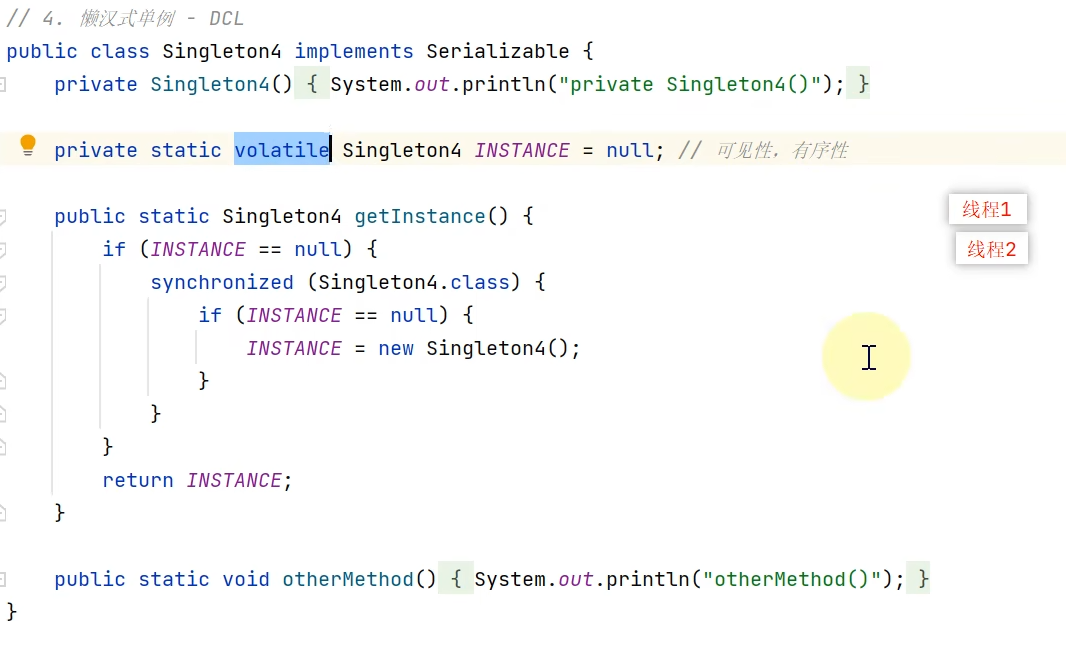 // 4. 懒汉式单例 - DCL
public class Singleton4 implements Serializable {
    private Singleton4() { System.out.println("private Singleton4()"); }
    private static volatile Singleton4 INSTANCE = null; // 可见性，有序性
    public static Singleton4 getInstance() {
        if (INSTANCE == null) {
            synchronized (Singleton4.class) {
                if (INSTANCE == null) {
                    INSTANCE = new Singleton4();
                }
            }
        }
        return INSTANCE;
    }
    public static void otherMethod() { System.out.println("otherMethod()"); }
}
线程1
线程2